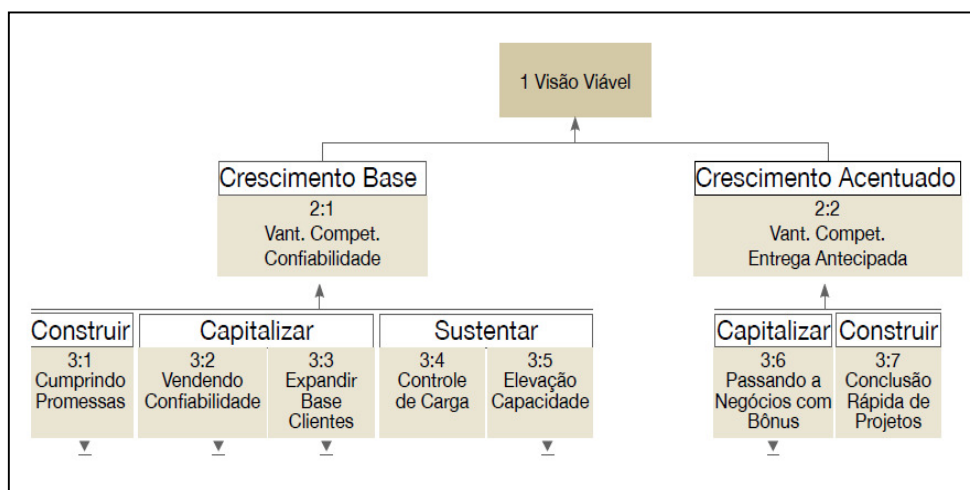 1 Visão Viável
Crescimento Base
2:1
Vant. Compet.
Confiabilidade
Crescimento Acentuado
2:2
Vant. Compet.
Entrega Antecipada
Construir
3:1
Cumprindo
Promessas
Capitalizar
3:2
Vendendo
Confiabilidade
3:3
Expandir
Base
Clientes
Sustentar
3:4
Controle
de Carga
3:5
Elevação
Capacidade
Capitalizar
3:6
Passando a
Negócios com
Bônus
Construir
3:7
Conclusão
Rápida de
Projetos